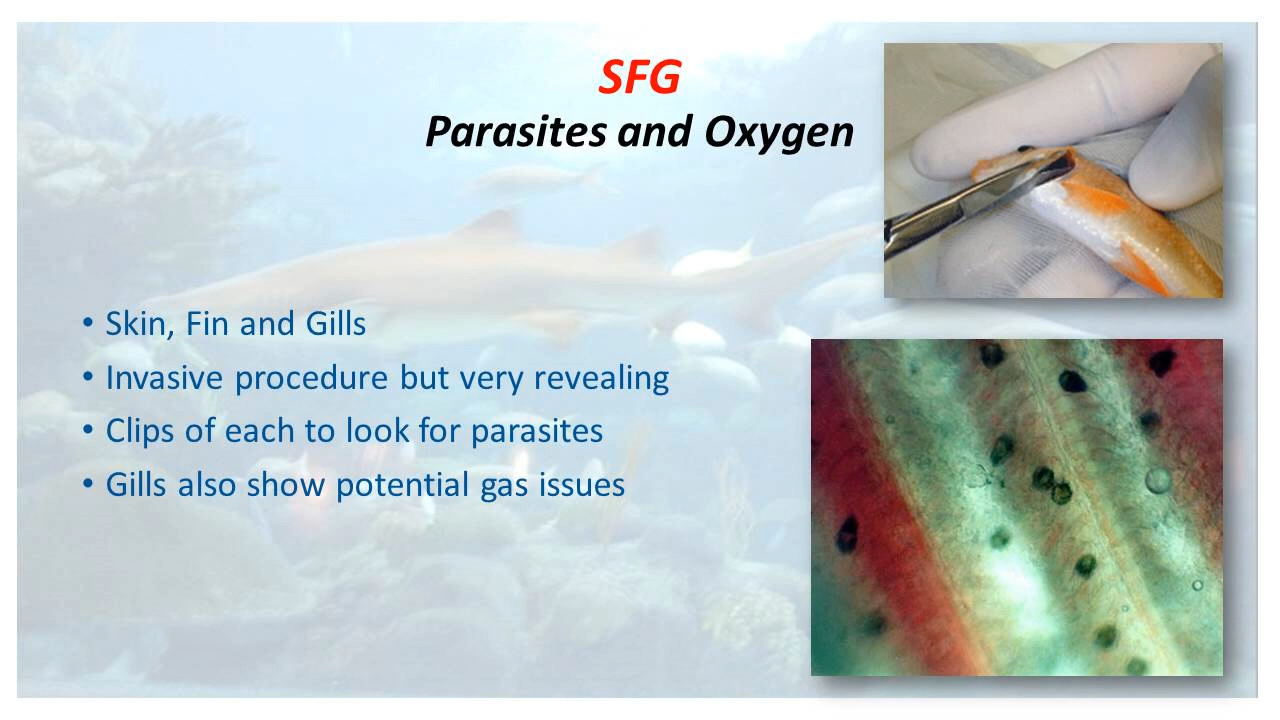 SFG
Parasites and Oxygen
• Skin, Fin and Gills
• Invasive procedure but very revealing
• Clips of each to look for parasites
• Gills also show potential gas issues